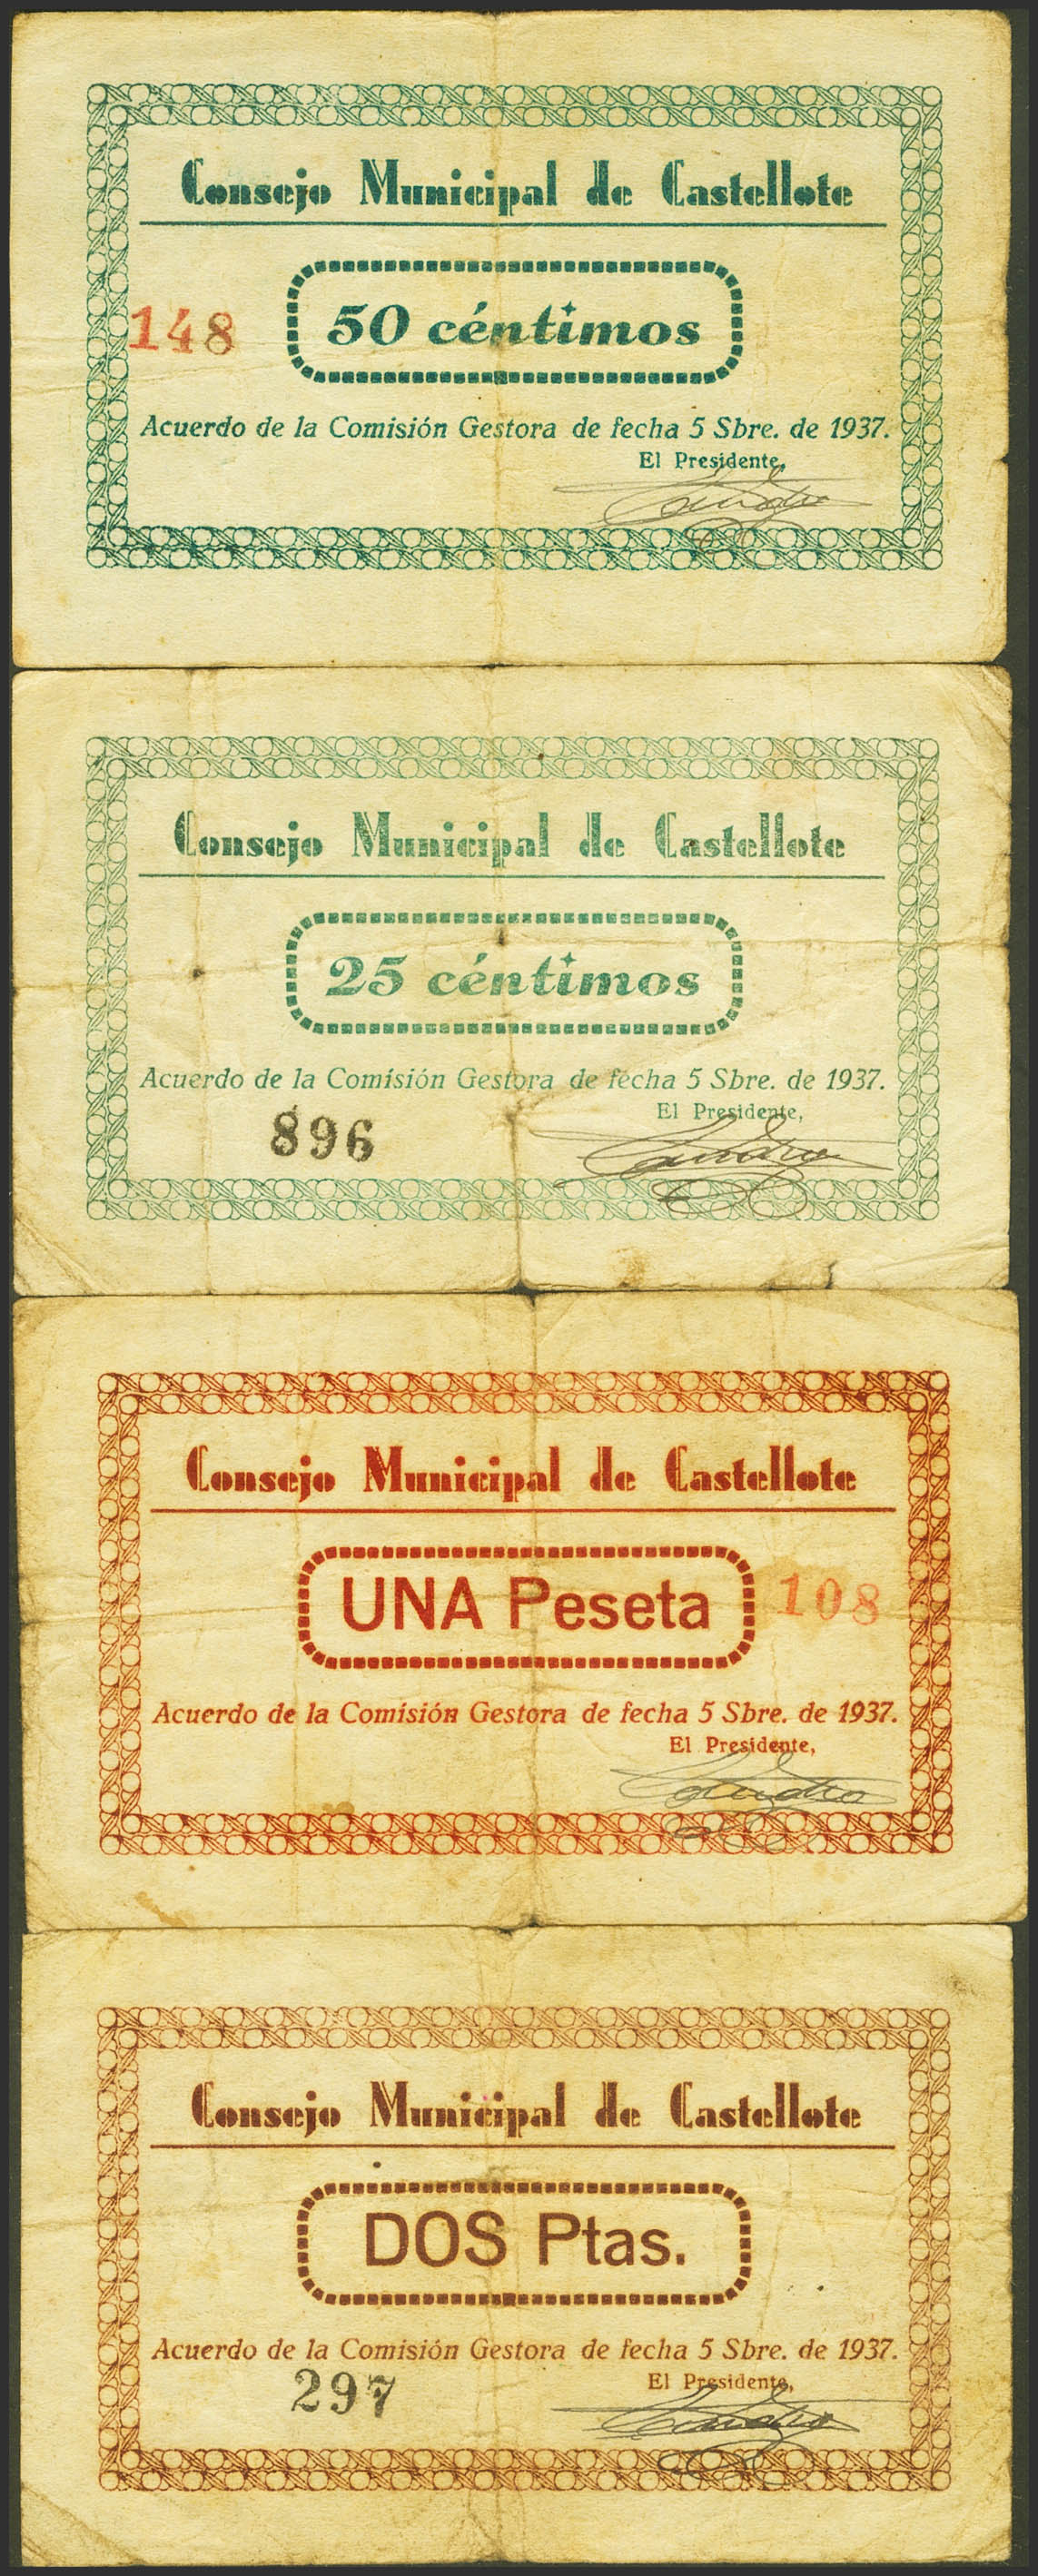 Consejo Municipal de Castellote
148
50 céntimos
Acuerdo de la Comisión Gestora de fecha 5 Sbre. de 1937.
El Presidente,
Consejo Municipal de Castellote
25 céntimos
Acuerdo de la Comisión Gestora de fecha 5 Sbre. de 1937.
El Presidente,
896
Consejo Municipal de Castellote
UNA Peseta
108
Acuerdo de la Comisión Gestora de fecha 5 Sbre. de 1937.
El Presidente,
Consejo Municipal de Castellote
DOS Ptas.
Acuerdo de la Comisión Gestora de fecha 5 Sbre. de 1937.
297
El Presidente,